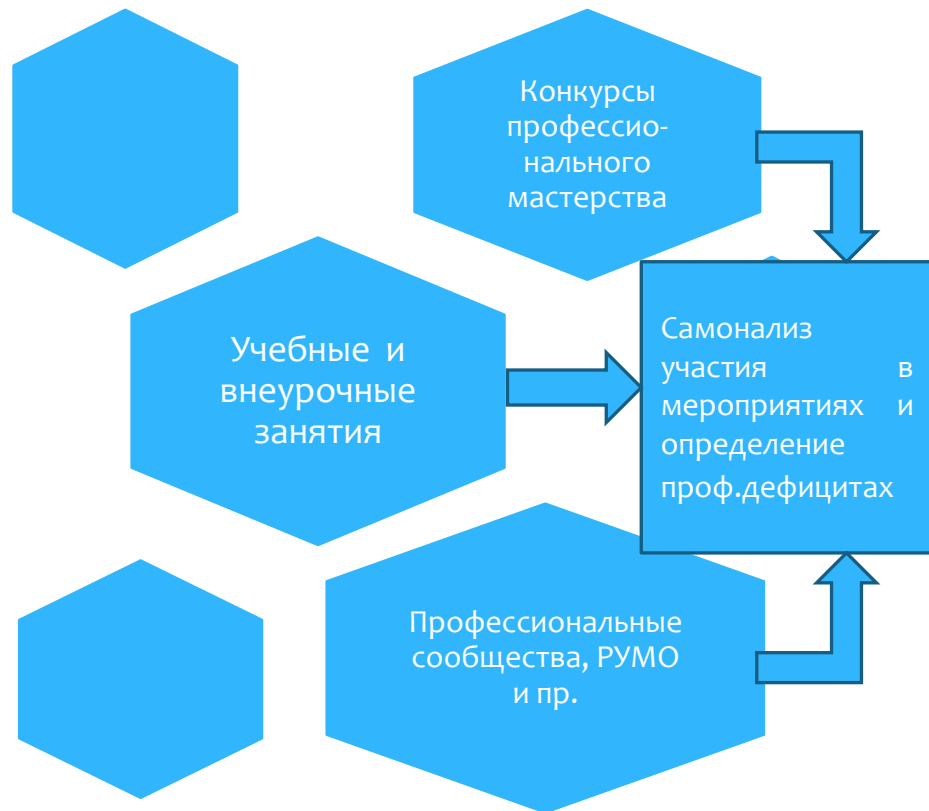 Конкурсы
профессио-
нального
мастерства
Учебные и
внеурочные
занятия
Самонализ
участия в
мероприятиях и
определение
проф.дефицитах
Профессиональные
сообщества, РУМО
и пр.